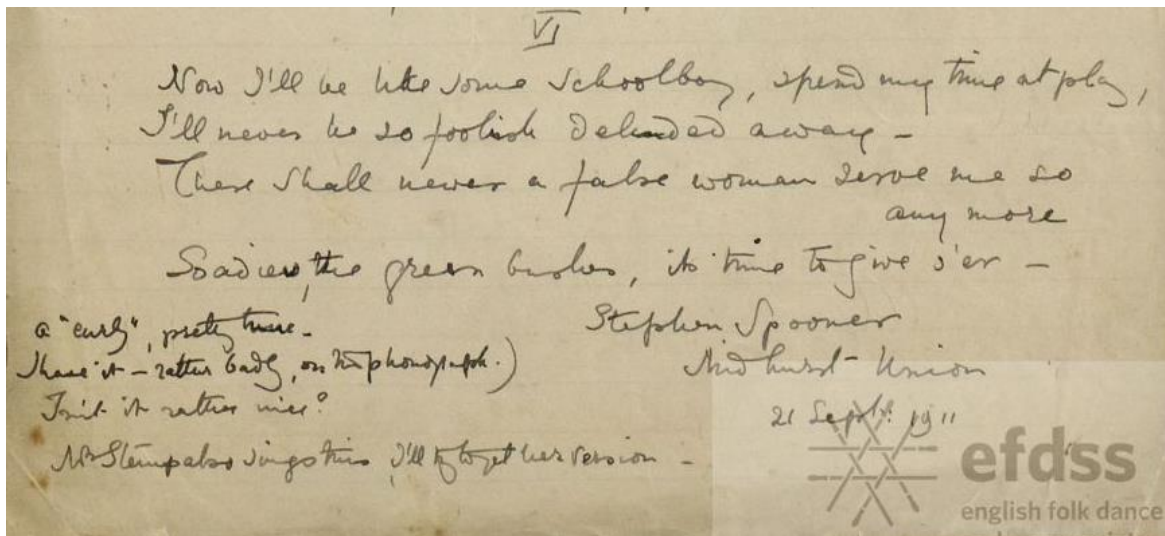 VI
Now I'll be like some schoolboy, spend my time at play,
I'll never be so foolish deluded away –
There shall never a false woman serve me so
any more
So adieu, the green bushes, its time to give o'er –
Stephen Spooner
Midhurst Union
21 Sept: 1911
a "curly", pretty tune –
I have it – rather badly, on the phonograph.)
Isn't it rather nice?
Mrs Stemp also sings this, I'll try to get her version –
efdss
english folk dance